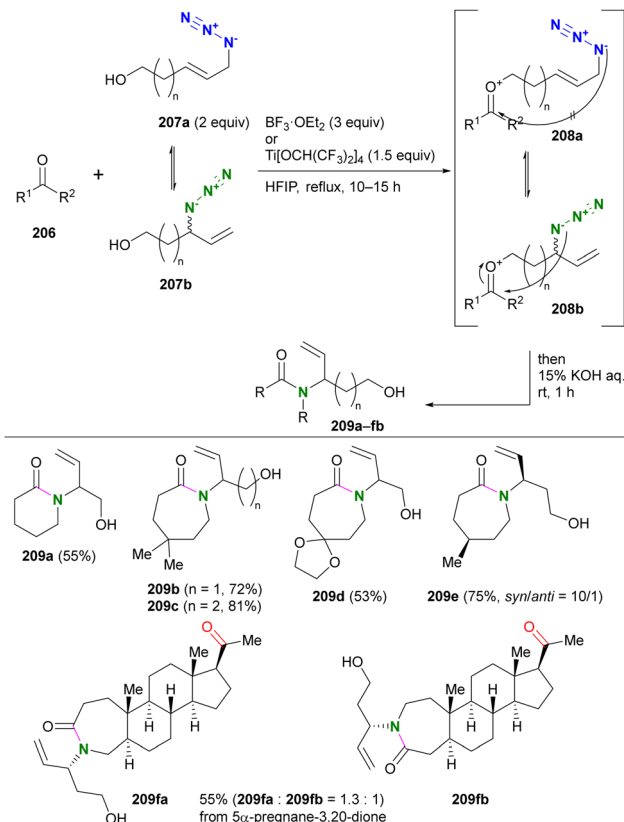 N N+ N-
HO
n
207a (2 equiv)
O
R1 R2
206
+
N- N+ N
HO
n
207b
BF3·OEt2 (3 equiv)
or
Ti[OCH(CF3)2]4 (1.5 equiv)
HFIP, reflux, 10–15 h
N N+ N-
O+
n
R1 R2
208a
N- N+ N
O+
n
R1 R2
208b
then
15% KOH aq.
rt, 1 h
O
R N OH
n
R
209a–fb
O
N
OH
209a (55%)
O
N OH
n
Me Me
209b (n = 1, 72%)
209c (n = 2, 81%)
O
N
OH
O O
209d (53%)
O
N
HO
Me
209e (75%, syn/anti = 10/1)
O Me
Me
Me H
H H
O
N H
HO
209fa
O Me
Me
HO
Me H
H H
N
H
O
209fb
55% (209fa : 209fb = 1.3 : 1)
from 5α-pregnane-3,20-dione